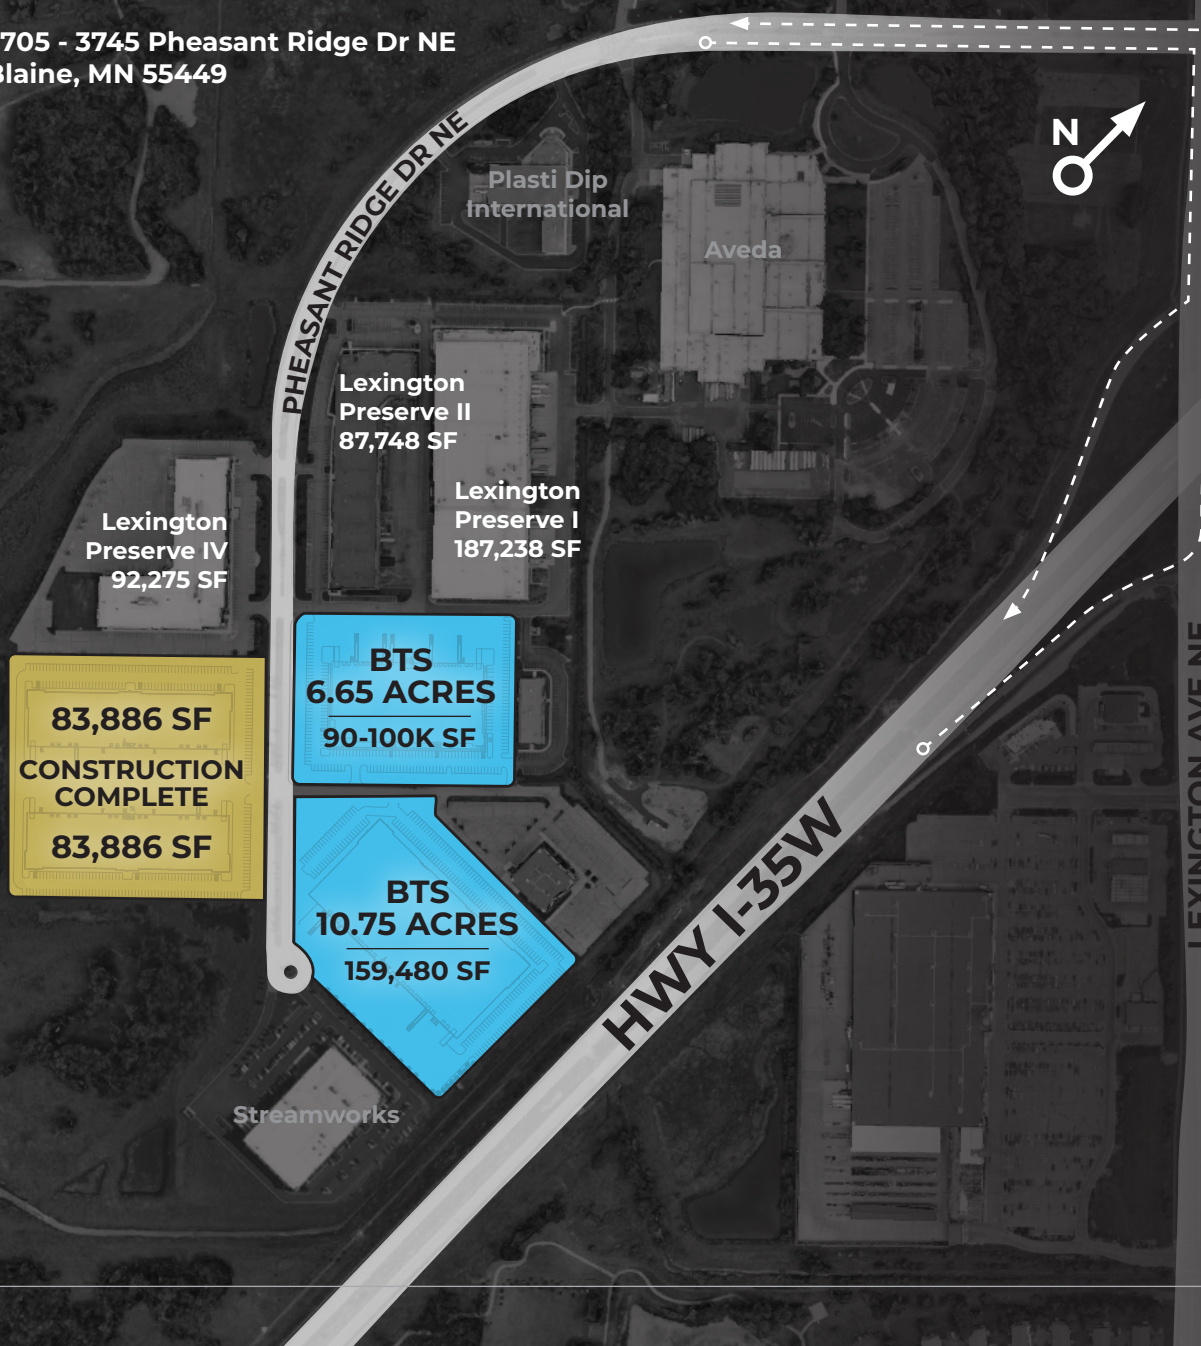 705 - 3745 Pheasant Ridge Dr NE
Blaine, MN 55449
N
PHEASANT RIDGE DR NE
Plasti Dip
International
Aveda
Lexington
Preserve II
87,748 SF
Lexington
Preserve I
187,238 SF
Lexington
Preserve IV
92,275 SF
BTS
6.65 ACRES
90-100K SF
83,886 SF
CONSTRUCTION
COMPLETE
83,886 SF
BTS
10.75 ACRES
159,480 SF
HWY I-35W
LEXINGTON AVE NE
Streamworks